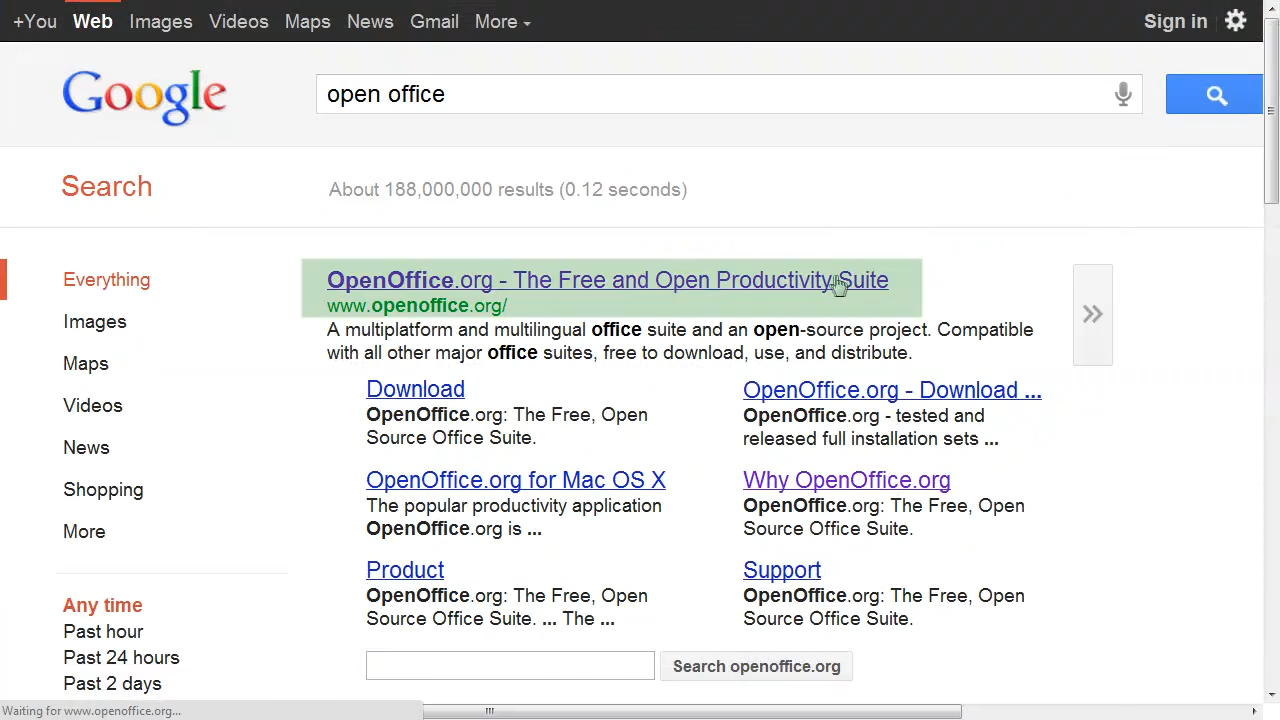 +You Web Images Videos Maps News Gmail More Sign in
Google open office
Search About 188,000,000 results (0.12 seconds)
Everything
Images
Maps
Videos
News
Shopping
More
Any time
Past hour
Past 24 hours
Past 2 days
OpenOffice.org - The Free and Open Productivity Suite
www.openoffice.org/
A multiplatform and multilingual office suite and an open-source project. Compatible
with all other major office suites, free to download, use, and distribute.
Download
OpenOffice.org: The Free, Open
Source Office Suite.
OpenOffice.org - Download ...
OpenOffice.org - tested and
released full installation sets ...
OpenOffice.org for Mac OS X
The popular productivity application
OpenOffice.org is ...
Why OpenOffice.org
OpenOffice.org: The Free, Open
Source Office Suite.
Product
OpenOffice.org: The Free, Open
Source Office Suite. ... The ...
Support
OpenOffice.org: The Free, Open
Source Office Suite.
Search openoffice.org
Waiting for www.openoffice.org...